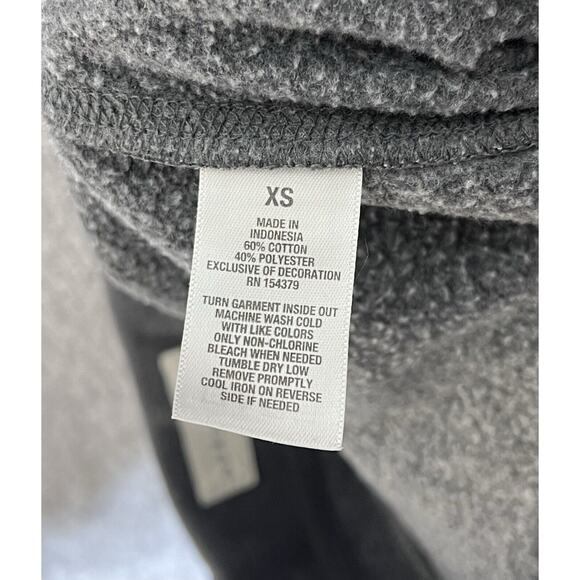 XS
MADE IN
INDONESIA
60% COTTON
40% POLYESTER
EXCLUSIVE OF DECORATION
RN 154379
TURN GARMENT INSIDE OUT
MACHINE WASH COLD
WITH LIKE COLORS
ONLY NON-CHLORINE
BLEACH WHEN NEEDED
TUMBLE DRY LOW
REMOVE PROMPTLY
COOL IRON ON REVERSE
SIDE IF NEEDED